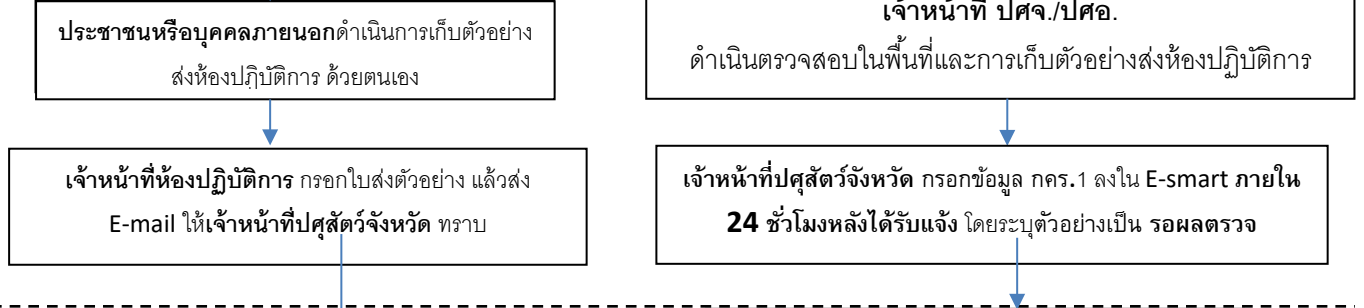 ประชาชนหรือบุคคลภายนอกดำเนินการเก็บตัวอย่าง
ส่งห้องปฏิบัติการ ด้วยตนเอง
เจ้าหน้าที่ ปศจ./ปศอ.
ดำเนินตรวจสอบในพื้นที่และการเก็บตัวอย่างส่งห้องปฏิบัติการ
เจ้าหน้าที่ห้องปฏิบัติการ กรอกใบส่งตัวอย่าง แล้วส่ง
E-mail ให้เจ้าหน้าที่ปศุสัตว์จังหวัด ทราบ
เจ้าหน้าที่ปศุสัตว์จังหวัด กรอกข้อมูล กคร.1 ลงใน E-smart ภายใน
24 ชั่วโมงหลังได้รับแจ้ง โดยระบุตัวอย่างเป็น รอผลตรวจ